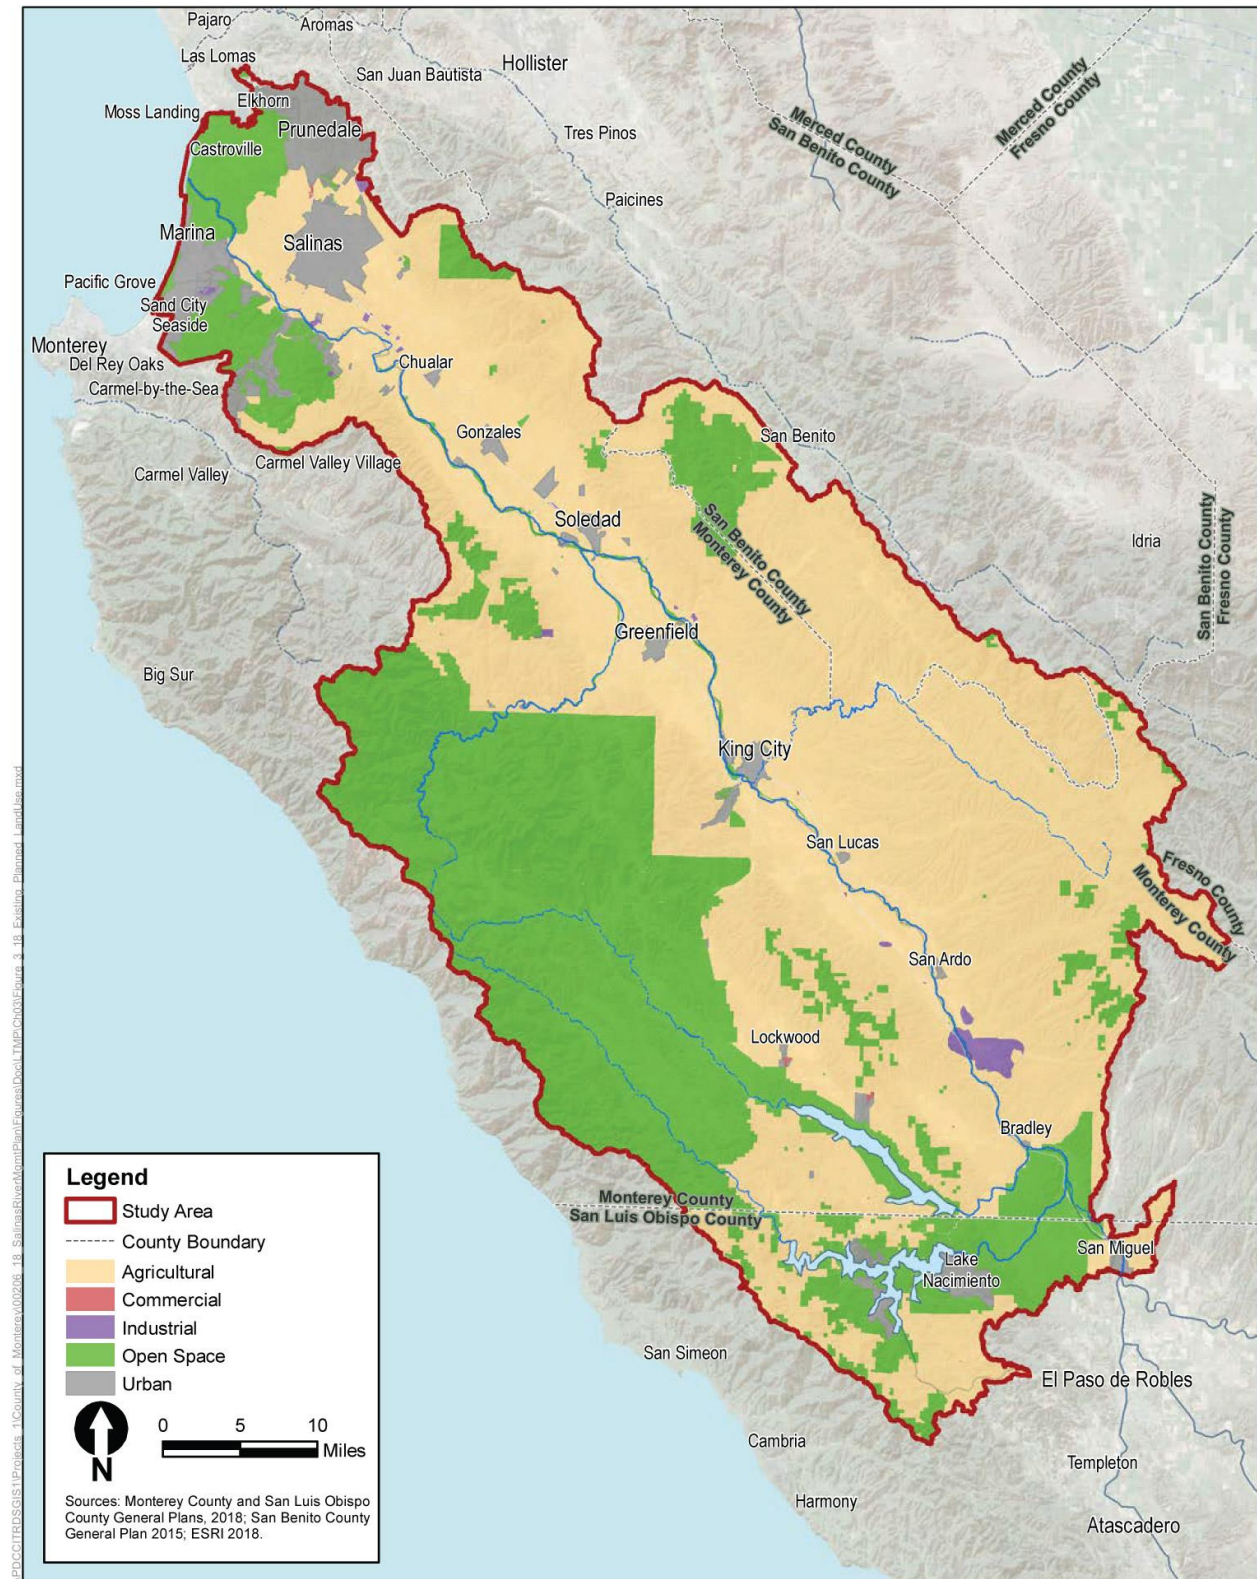 Pajaro
Aromas
Las Lomas
Hollister
San Juan Bautista
Elkhorn
Moss Landing
Prunedale
Merced County
San Benito County
Merced County
Fresno County
Tres Pinos
Castroville
Paicines
Marina
Salinas
Pacific Grove
Sand City
Seaside
Monterey
Del Rey Oaks
Chualar
Carmel-by-the-Sea
Gonzales
San Benito
Carmel Valley Village
Carmel Valley
Soledad
San Benito County
Monterey County
Idria
San Benito County
Fresno County
Greenfield
Big Sur
King City
San Lucas
Fresno County
Monterey County
San Ardo
Lockwood
Bradley
Monterey County
San Luis Obispo County
San Miguel
Lake
Nacimiento
San Simeon
El Paso de Robles
Cambria
Templeton
Harmony
Atascadero
Legend
Study Area
County Boundary
Agricultural
Commercial
Industrial
Open Space
Urban
N
0 5 10
Miles
Sources: Monterey County and San Luis Obispo
County General Plans, 2018; San Benito County
General Plan 2015; ESRI 2018.